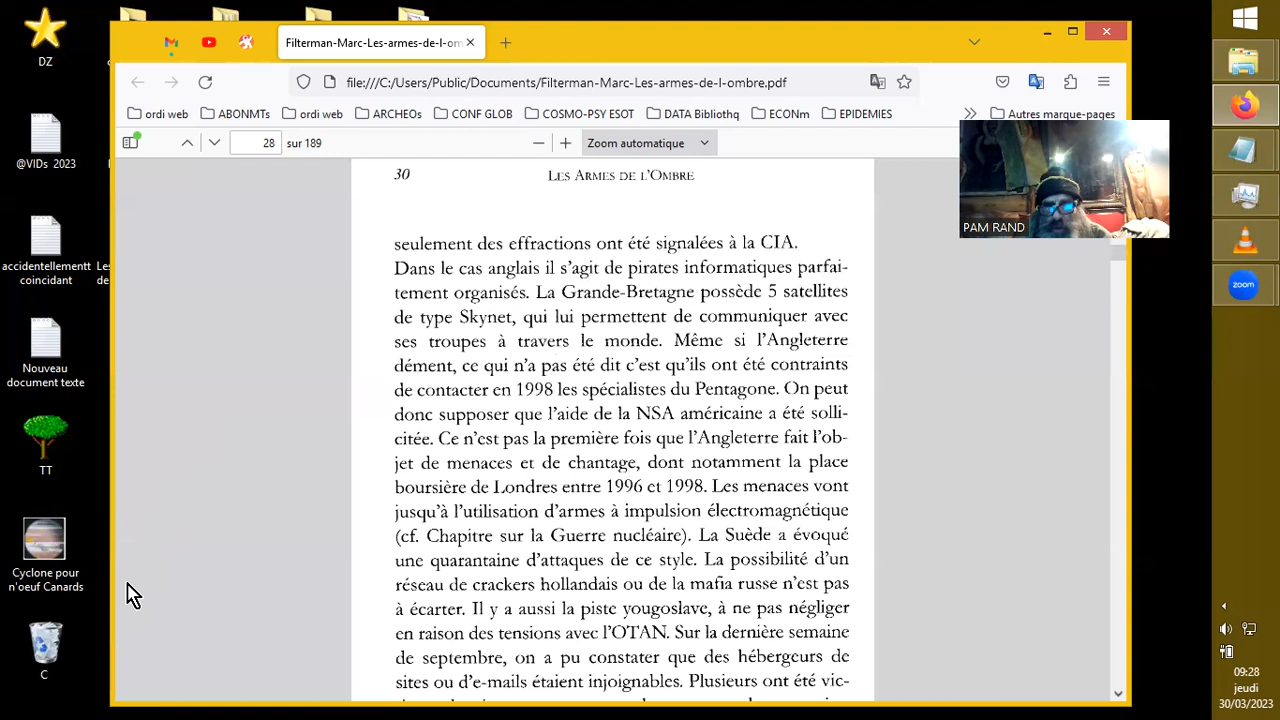 DZ
@VIDs 2023
accidentellementt
coincidant
Nouveau
document texte
TT
Cyclone pour
n'oeuf Canards
C
Filterman-Marc-Les-armes-de-l-om
file:///C:/Users/Public/Documents/Filterman-Marc-Les-armes-de-l-ombre.pdf
ordi web
ABONMTs
ordi web
ARCHEOs
CONF GLOB
COSMO-PSY ESOT
DATA Bibliothq
ECONm
EPIDEMIES
Autres marque-pages
28 sur 189
Zoom automatique
PAM RAND
30 LES ARMES DE L'OMBRE
seulement des effractions ont été signalées à la CIA.
Dans le cas anglais il s'agit de pirates informatiques parfai-
tement organisés. La Grande-Bretagne possède 5 satellites
de type Skynet, qui lui permettent de communiquer avec
ses troupes à travers le monde. Même si l'Angleterre
dément, ce qui n'a pas été dit c'est qu'ils ont été contraints
de contacter en 1998 les spécialistes du Pentagone. On peut
donc supposer que l'aide de la NSA américaine a été solli-
citée. Ce n'est pas la première fois que l'Angleterre fait l'ob-
jet de menaces et de chantage, dont notamment la place
boursière de Londres entre 1996 et 1998. Les menaces vont
jusqu'à l'utilisation d'armes à impulsion électromagnétique
(cf. Chapitre sur la Guerre nucléaire). La Suède a évoqué
une quarantaine d'attaques de ce style. La possibilité d'un
réseau de crackers hollandais ou de la mafia russe n'est pas
à écarter. Il y a aussi la piste yougoslave, à ne pas négliger
en raison des tensions avec l'OTAN. Sur la dernière semaine
de septembre, on a pu constater que des hébergeurs de
sites ou d'e-mails étaient injoignables. Plusieurs ont été vic-
zoom
09:28
jeudi
30/03/2023